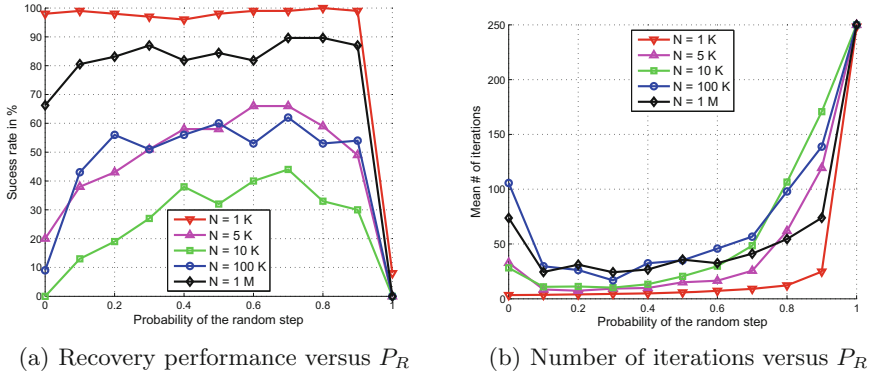 100
90
80
70
60
50
40
30
20
10
0
Success rate in %
0
0.2
0.4
0.6
0.8
1
Probability of the random step
N = 1 K
N = 5 K
N = 10 K
N = 100 K
N = 1 M
(a) Recovery performance versus P_R
250
200
150
100
50
0
Mean # of iterations
0
0.2
0.4
0.6
0.8
1
Probability of the random step
N = 1 K
N = 5 K
N = 10 K
N = 100 K
N = 1 M
(b) Number of iterations versus P_R